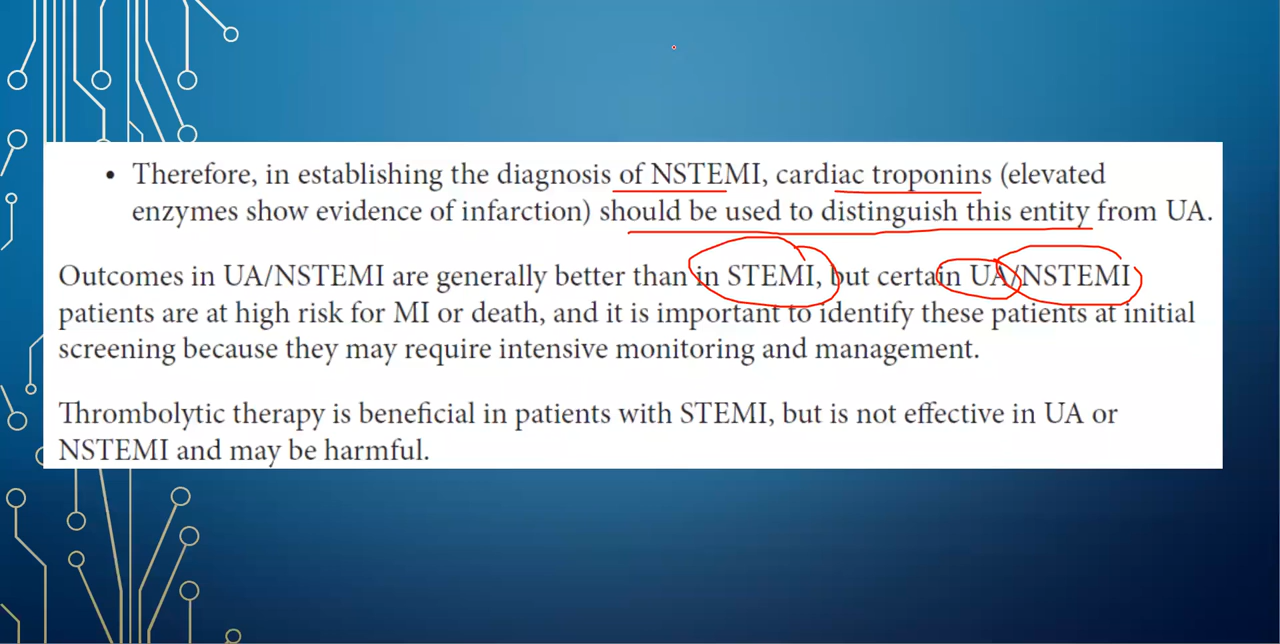 • Therefore, in establishing the diagnosis of NSTEMI, cardiac troponins (elevated
enzymes show evidence of infarction) should be used to distinguish this entity from UA.
Outcomes in UA/NSTEMI are generally better than in STEMI, but certain UA/NSTEMI
patients are at high risk for MI or death, and it is important to identify these patients at initial
screening because they may require intensive monitoring and management.
Thrombolytic therapy is beneficial in patients with STEMI, but is not effective in UA or
NSTEMI and may be harmful.